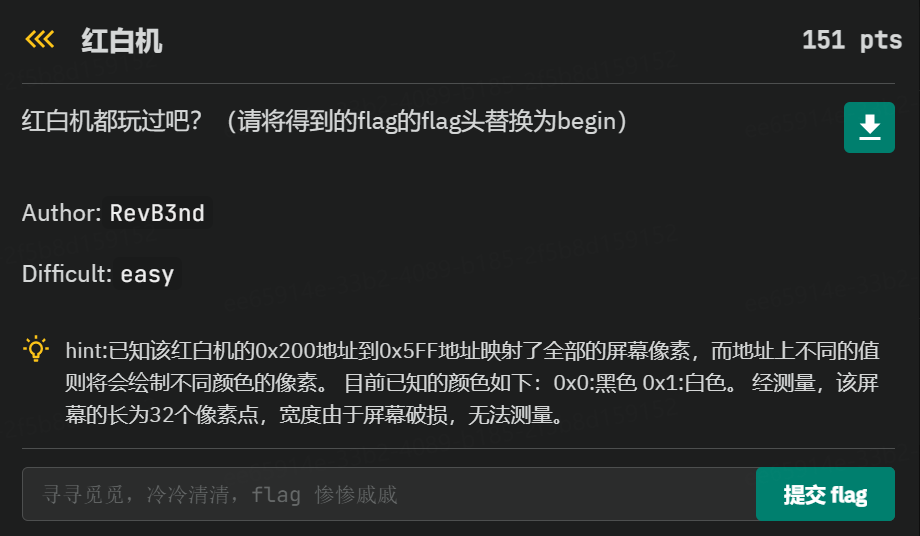 红白机
151 pts
红白机都玩过吧？（请将得到的flag的flag头替换为begin）
Author: RevB3nd
Difficult: easy
hint:已知该红白机的0x200地址到0x5FF地址映射了全部的屏幕像素，而地址上不同的值
则将会绘制不同颜色的像素。 目前已知的颜色如下：0x0:黑色 0x1:白色。 经测量，该屏
幕的长为32个像素点，宽度由于屏幕破损，无法测量。
寻寻觅觅，冷冷清清，flag 惨惨戚戚
提交 flag